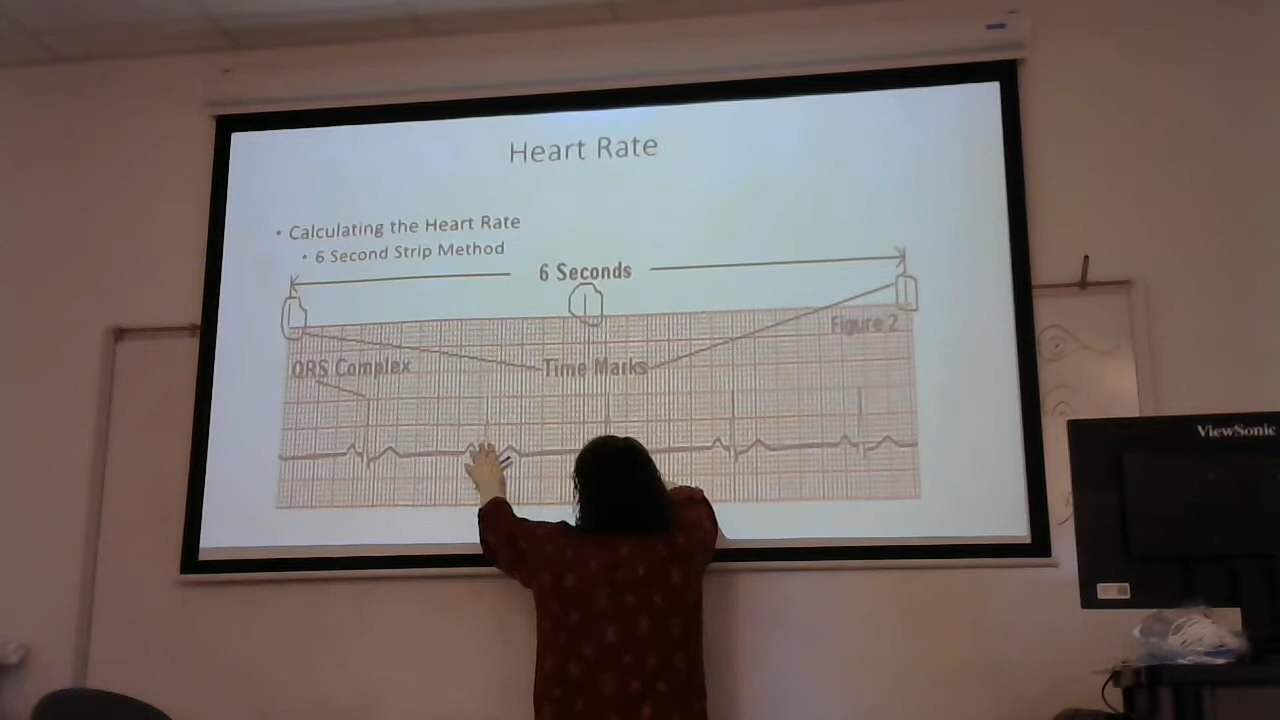 Heart Rate
• Calculating the Heart Rate
• 6 Second Strip Method
6 Seconds
Figure 2
QRS Complex
Time Marks
ViewSonic